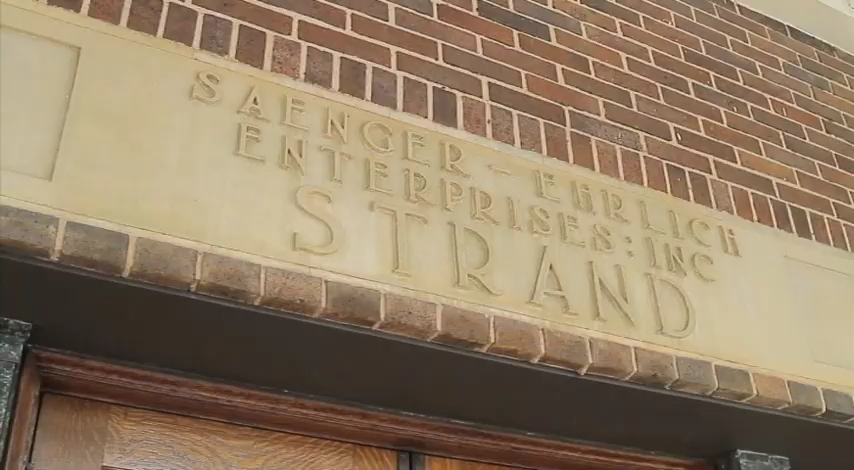 SAENGER - EHRLICH
ENTERPRISES : INC
STRAND